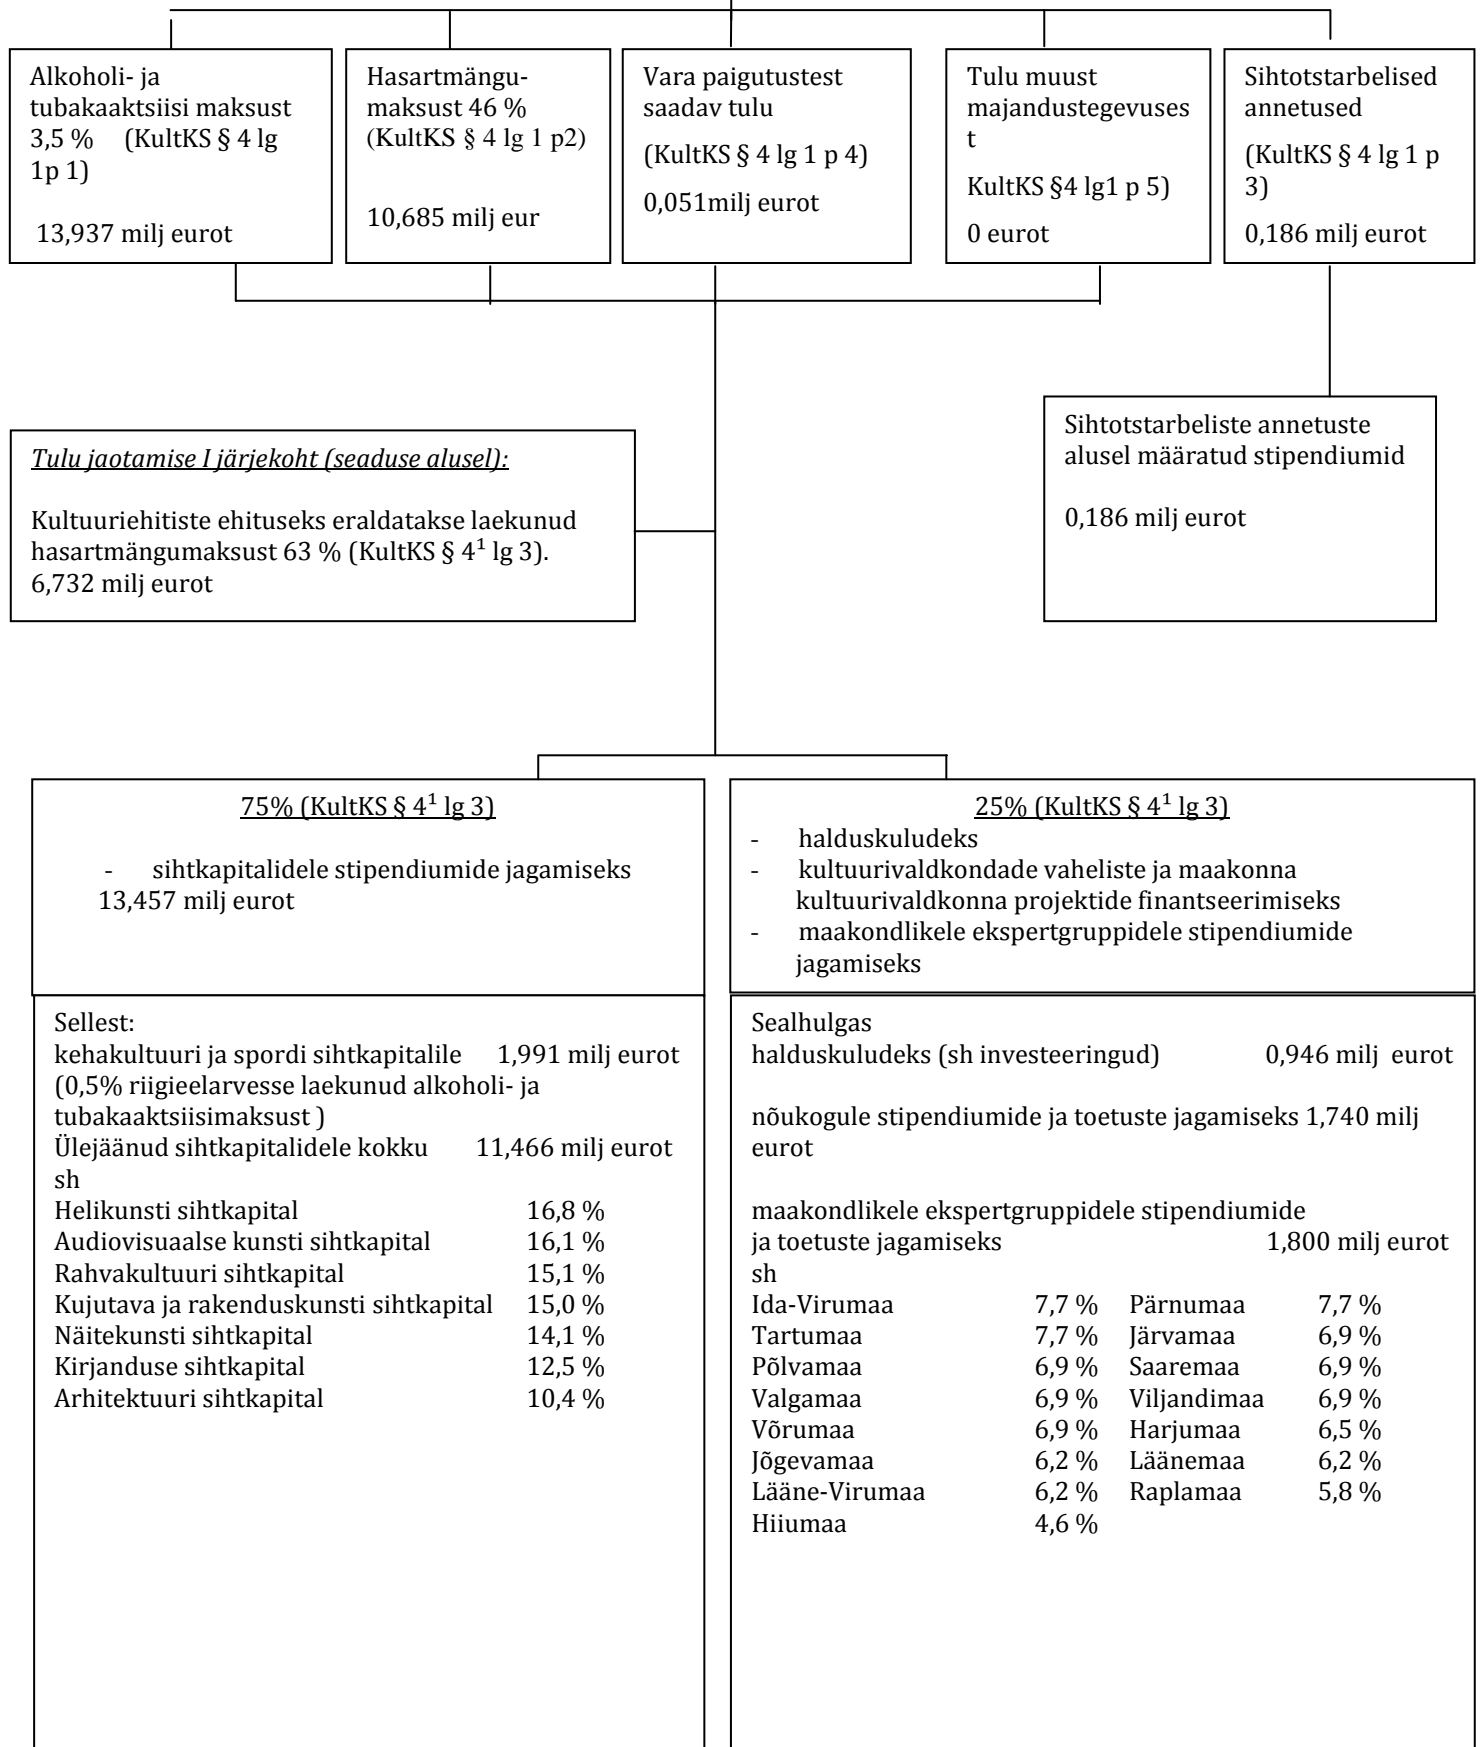 Alkoholi- ja
tubakaaktsiisi maksust
3,5 % (KultKS § 4 lg
1p 1)
13,937 milj eurot
Hasartmängu-
maksust 46 %
(KultKS § 4 lg 1 p2)
10,685 milj eur
Vara paigutustest
saadav tulu
(KultKS § 4 lg 1 p 4)
0,051milj eurot
Tulu muust
majandustegevuses
t
KultKS §4 lg1 p 5)
0 eurot
Sihtotstarbelised
annetused
(KultKS § 4 lg 1 p
3)
0,186 milj eurot
Tulu jaotamise I järjekoht (seaduse alusel):
Kultuuriehitiste ehituseks eraldatakse laekunud
hasartmängumaksust 63 % (KultKS § 4¹ lg 3).
6,732 milj eurot
Sihtotstarbeliste annetuste
alusel määratud stipendiumid
0,186 milj eurot
75% (KultKS § 4¹ lg 3)
- sihtkapitalidele stipendiumide jagamiseks
13,457 milj eurot
25% (KultKS § 4¹ lg 3)
- halduskuludeks
- kultuurivaldkondade vaheliste ja maakonna
kultuurivaldkonna projektide finantseerimiseks
- maakondlikele ekspertgruppidele stipendiumide
jagamiseks
Sellest:
kehakultuuri ja spordi sihtkapitalile 1,991 milj eurot
(0,5% riigieelarvesse laekunud alkoholi- ja
tubakaaktsiisimaksust )
Ülejäänud sihtkapitalidele kokku 11,466 milj eurot
sh
Helikunsti sihtkapital 16,8 %
Audiovisuaalse kunsti sihtkapital 16,1 %
Rahvakultuuri sihtkapital 15,1 %
Kujutava ja rakenduskunsti sihtkapital 15,0 %
Näitekunsti sihtkapital 14,1 %
Kirjanduse sihtkapital 12,5 %
Arhitektuuri sihtkapital 10,4 %
Sealhulgas
halduskuludeks (sh investeeringud) 0,946 milj eurot
nõukogule stipendiumide ja toetuste jagamiseks 1,740 milj
eurot
maakondlikele ekspertgruppidele stipendiumide
ja toetuste jagamiseks 1,800 milj eurot
sh
Ida-Virumaa 7,7 % Pärnumaa 7,7 %
Tartumaa 7,7 % Järvamaa 6,9 %
Põlvamaa 6,9 % Saaremaa 6,9 %
Valgamaa 6,9 % Viljandimaa 6,9 %
Võrumaa 6,9 % Harjumaa 6,5 %
Jõgevamaa 6,2 % Läänemaa 6,2 %
Lääne-Virumaa 6,2 % Raplamaa 5,8 %
Hiiumaa 4,6 %